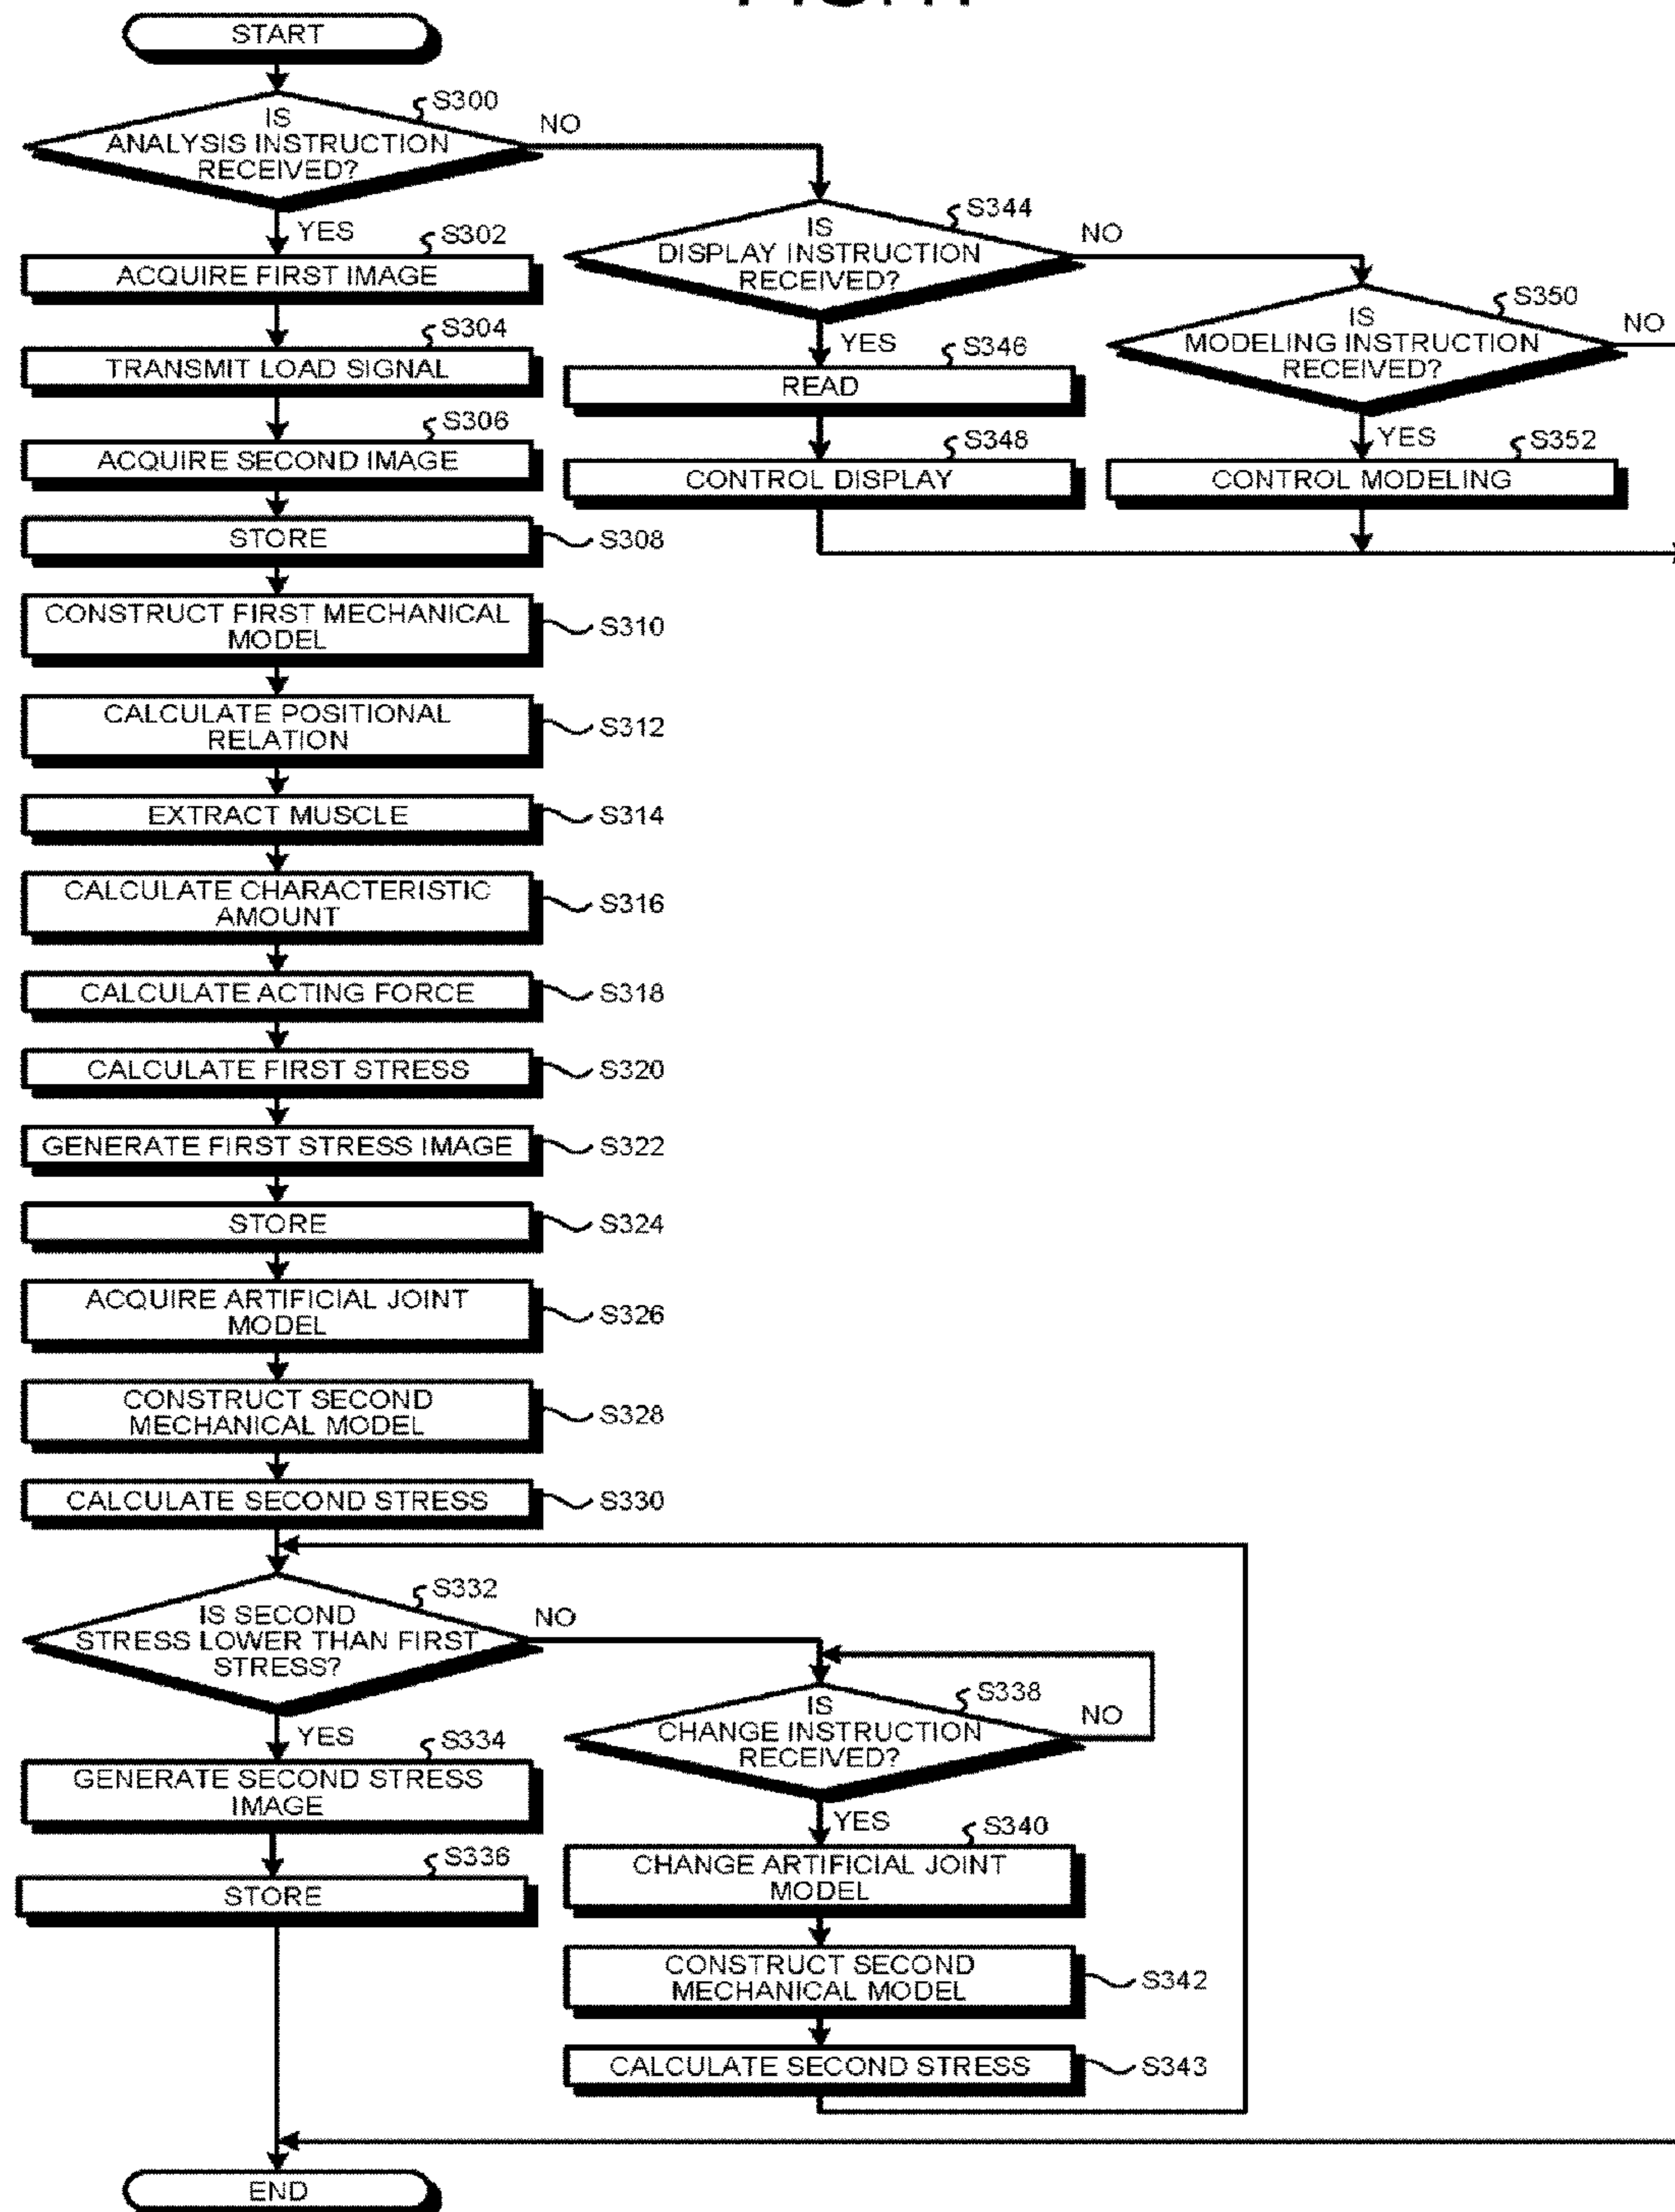 START
S300
IS
ANALYSIS INSTRUCTION
RECEIVED?
NO
YES
S302
ACQUIRE FIRST IMAGE
S304
TRANSMIT LOAD SIGNAL
S306
ACQUIRE SECOND IMAGE
STORE
S308
CONSTRUCT FIRST MECHANICAL
MODEL
S310
CALCULATE POSITIONAL
RELATION
S312
EXTRACT MUSCLE
S314
CALCULATE CHARACTERISTIC
AMOUNT
S316
CALCULATE ACTING FORCE
S318
CALCULATE FIRST STRESS
S320
GENERATE FIRST STRESS IMAGE
S322
STORE
S324
ACQUIRE ARTIFICIAL JOINT
MODEL
S326
CONSTRUCT SECOND
MECHANICAL MODEL
S328
CALCULATE SECOND STRESS
S330
S332
IS SECOND
STRESS LOWER THAN FIRST
STRESS?
NO
YES
S334
GENERATE SECOND STRESS
IMAGE
S336
STORE
S338
IS
CHANGE INSTRUCTION
RECEIVED?
NO
YES
S340
CHANGE ARTIFICIAL JOINT
MODEL
CONSTRUCT SECOND
MECHANICAL MODEL
S342
CALCULATE SECOND STRESS
S343
S344
IS
DISPLAY INSTRUCTION
RECEIVED?
NO
YES
S346
READ
S348
CONTROL DISPLAY
S350
IS
MODELING INSTRUCTION
RECEIVED?
NO
YES
S352
CONTROL MODELING
END